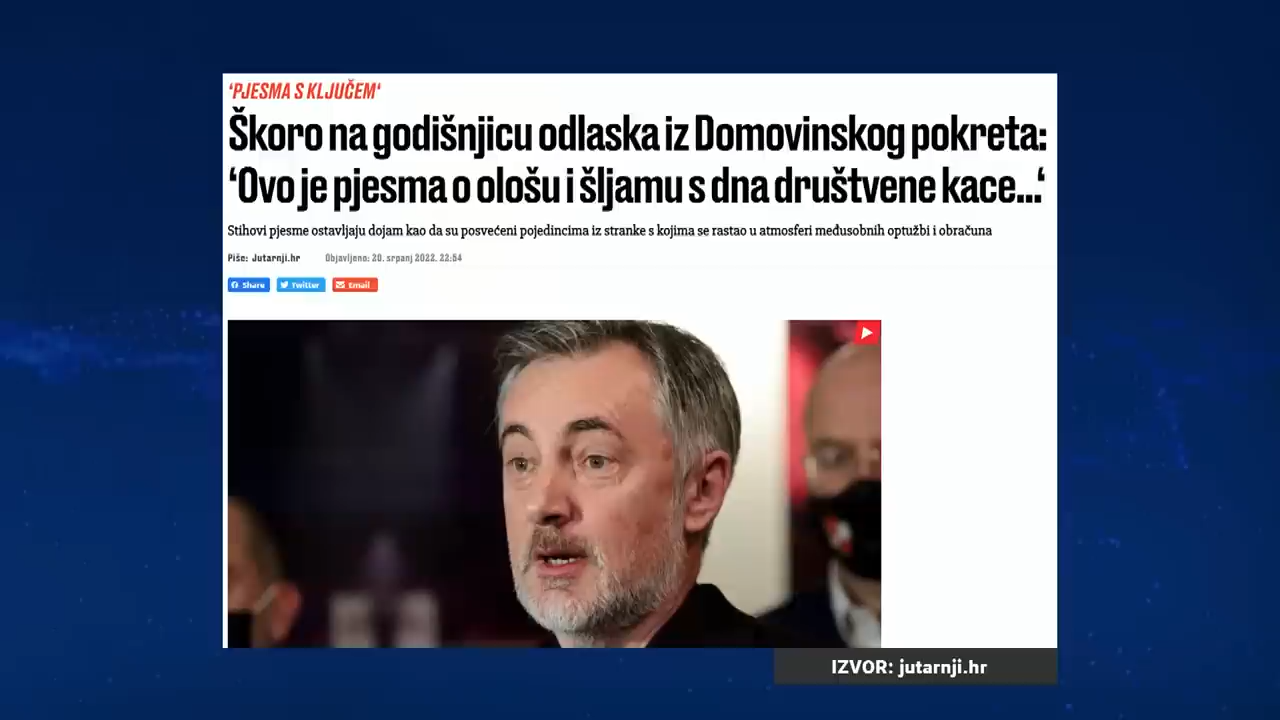 ‘PJESMA S KLJUČEM‘
Škoro na godišnjicu odlaska iz Domovinskog pokreta:
‘Ovo je pjesma o ološu i šljamu s dna društvene kace...‘
Stihovi pjesme ostavljaju dojam kao da su posvećeni pojedincima iz stranke s kojima se rastao u atmosferi međusobnih optužbi i obračuna
Piše: Jutarnji.hr Objavljeno: 20. srpanj 2022. 22:54
Share Twitter Email
IZVOR: jutarnji.hr